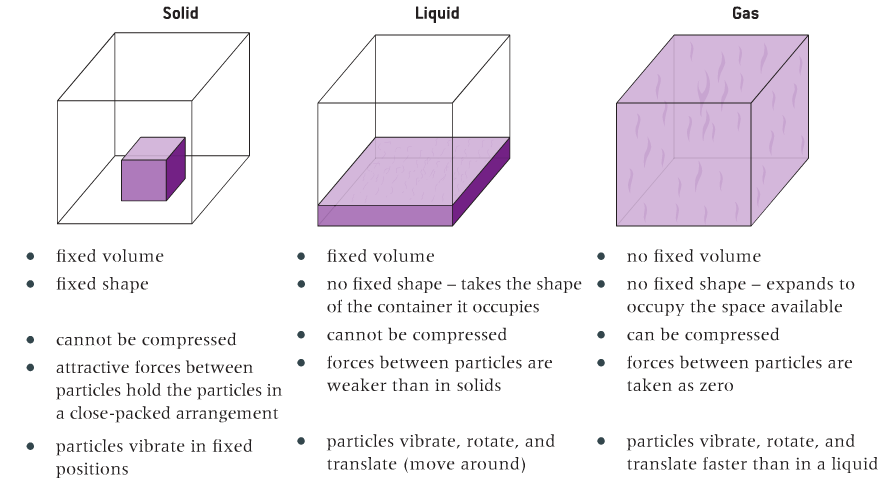 Solid
fixed volume
fixed shape
cannot be compressed
attractive forces between
particles hold the particles in
a close-packed arrangement
particles vibrate in fixed
positions
Liquid
fixed volume
no fixed shape – takes the shape
of the container it occupies
cannot be compressed
forces between particles are
weaker than in solids
particles vibrate, rotate, and
translate (move around)
Gas
no fixed volume
no fixed shape – expands to
occupy the space available
can be compressed
forces between particles are
taken as zero
particles vibrate, rotate, and
translate faster than in a liquid